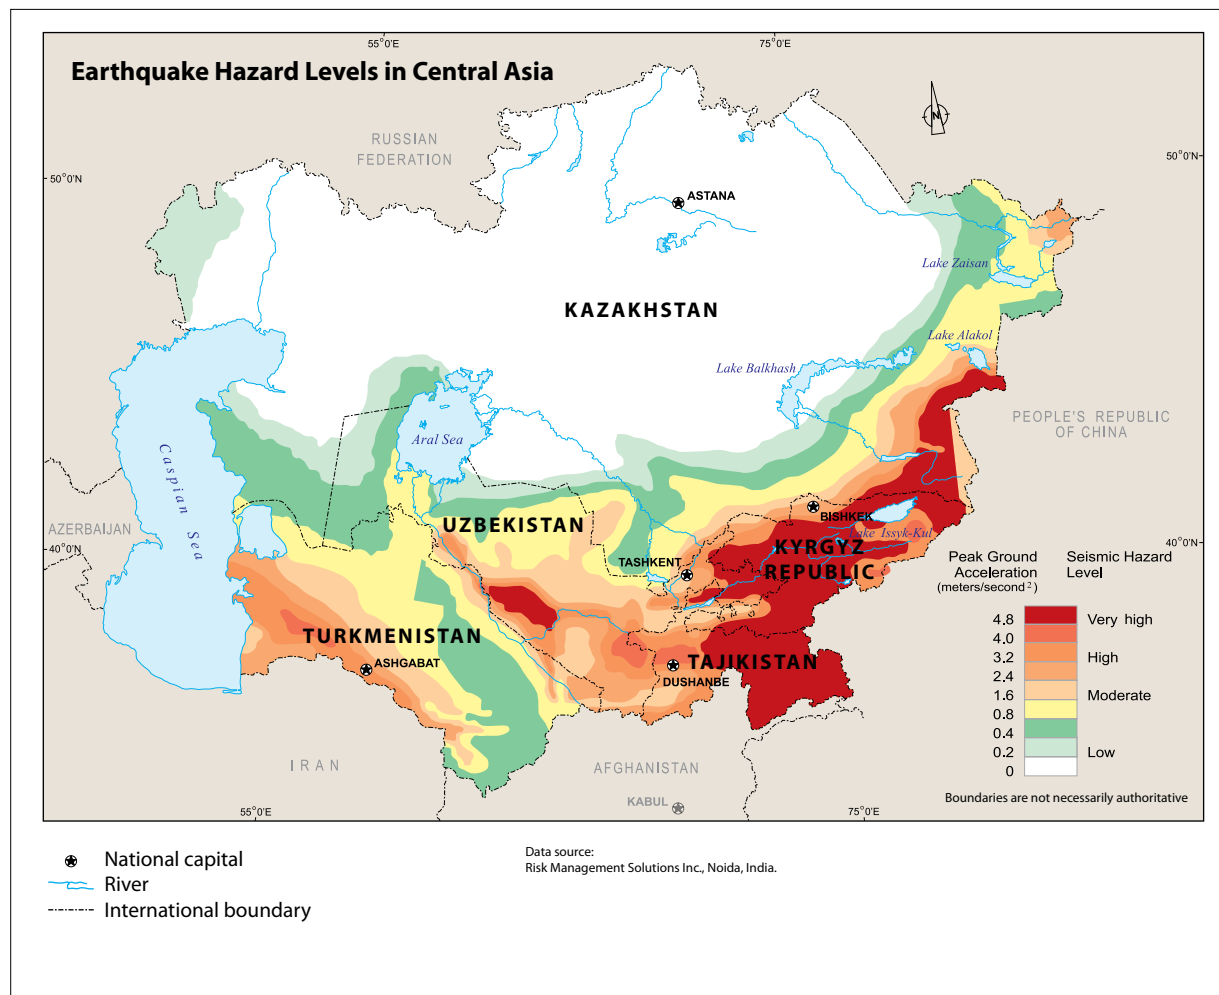 55°0'E
75°0'E
Earthquake Hazard Levels in Central Asia
N
RUSSIAN
FEDERATION
50°0'N
50°0'N
ASTANA
Lake Zaisan
KAZAKHSTAN
Lake Alakol
Lake Balkhash
PEOPLE'S REPUBLIC
OF CHINA
Aral Sea
Caspian Sea
AZERBAIJAN
UZBEKISTAN
BISHKEK
Lake Issyk-Kul
40°0'N
40°0'N
KYRGYZ
REPUBLIC
TASHKENT
TURKMENISTAN
ASHGABAT
TAJIKISTAN
DUSHANBE
IRAN
AFGHANISTAN
KABUL
Peak Ground
Acceleration
(meters/second²)
Seismic Hazard
Level
4.8
Very high
4.0
3.2
High
2.4
1.6
Moderate
0.8
0.4
0.2
Low
0
Boundaries are not necessarily authoritative
55°0'E
75°0'E
National capital
River
International boundary
Data source:
Risk Management Solutions Inc., Noida, India.